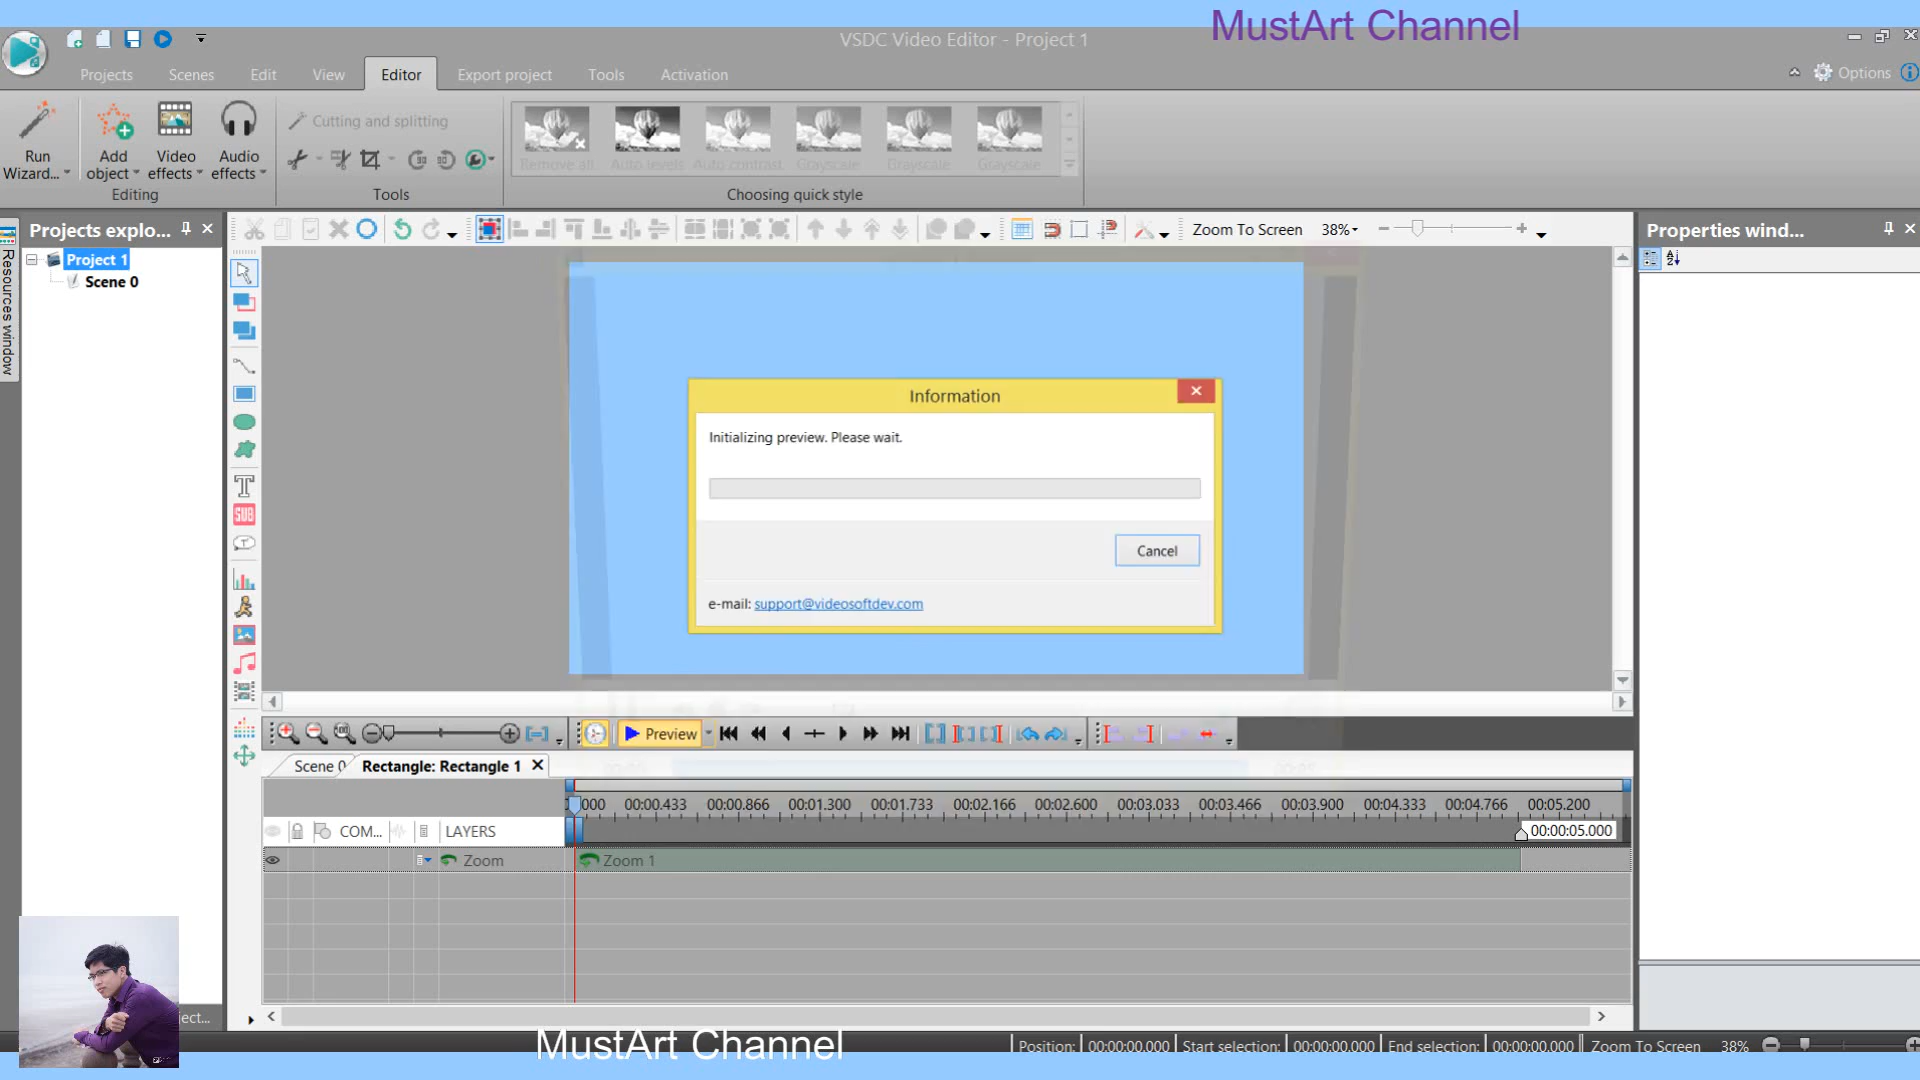 MustArt Channel
VSDC Video Editor - Project 1
Projects Scenes Edit View Editor Export project Tools Activation
Options
Run Wizard...
Add object
Video effects
Audio effects
Cutting and splitting
Remove all Auto levels Auto contrast Grayscale Grayscale Grayscale
Editing Tools Choosing quick style
Projects explo...
Zoom To Screen 38%
Properties wind...
Resources window
Project 1
Scene 0
Information
Initializing preview. Please wait.
Cancel
e-mail: support@videosoftdev.com
T
SUB
Preview
Scene 0 Rectangle: Rectangle 1
000 00:00.433 00:00.866 00:01.300 00:01.733 00:02.166 00:02.600 00:03.033 00:03.466 00:03.900 00:04.333 00:04.766 00:05.200
COM... LAYERS
00:00:05.000
Zoom Zoom 1
ect...
MustArt Channel
Position: 00:00:00.000 Start selection: 00:00:00.000 End selection: 00:00:00.000 Zoom To Screen 38%